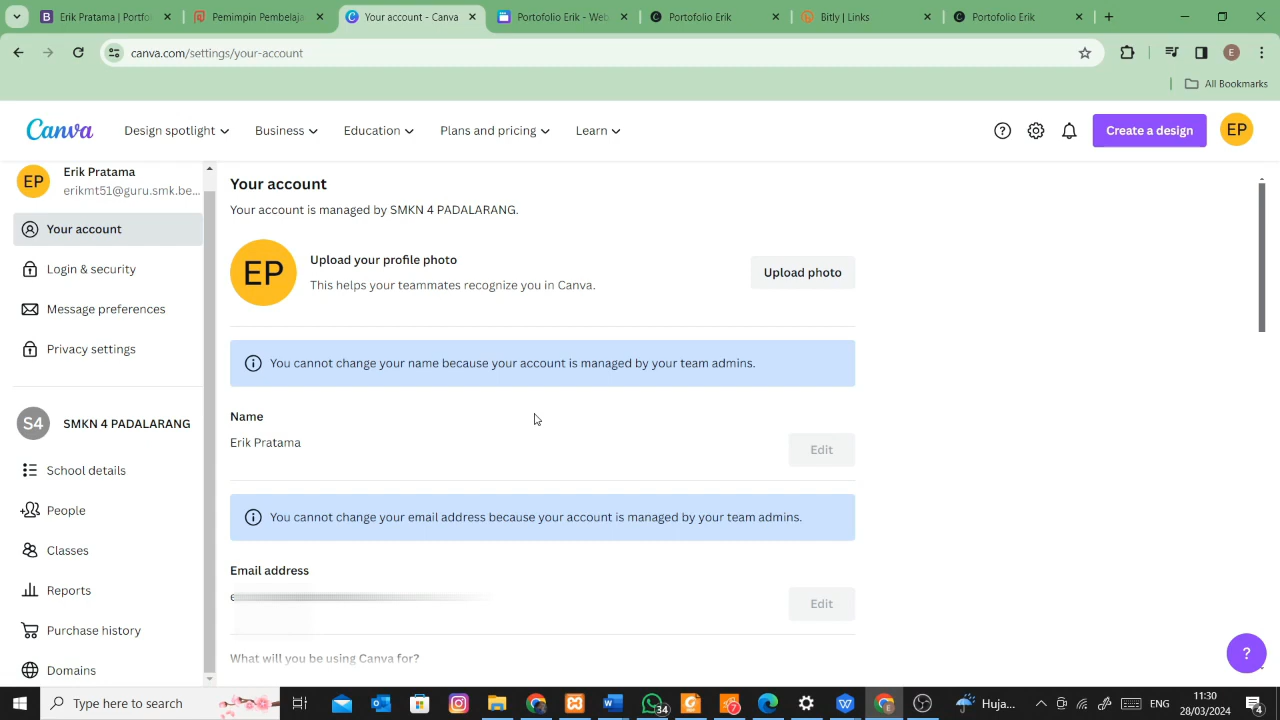 Erik Pratama | Portfo
Pemimpin Pembelaja
Your account - Canva
Portofolio Erik - Web
Portofolio Erik
Bitly | Links
Portofolio Erik
canva.com/settings/your-account
E
All Bookmarks
Canva
Design spotlight
Business
Education
Plans and pricing
Learn
Create a design
EP
EP
Erik Pratama
erikmt51@guru.smk.be...
Your account
Login & security
Message preferences
Privacy settings
S4
SMKN 4 PADALARANG
School details
People
Classes
Reports
Purchase history
Domains
Your account
Your account is managed by SMKN 4 PADALARANG.
EP
Upload your profile photo
This helps your teammates recognize you in Canva.
Upload photo
You cannot change your name because your account is managed by your team admins.
Name
Erik Pratama
Edit
You cannot change your email address because your account is managed by your team admins.
Email address
Edit
What will you be using Canva for?
?
Type here to search
34
7
Huja...
ENG
11:30
28/03/2024
4